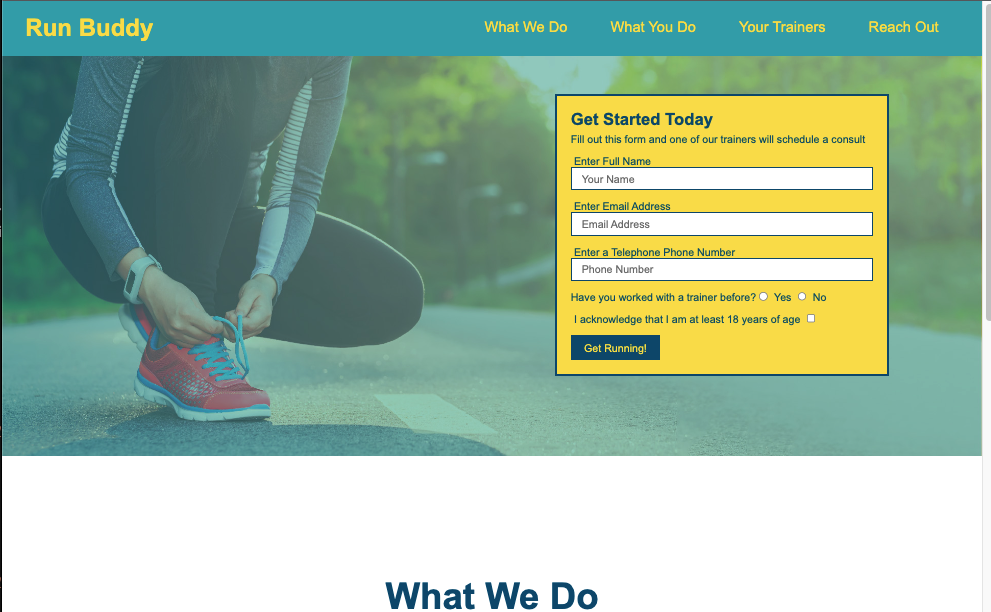 Run Buddy
What We Do
What You Do
Your Trainers
Reach Out
Get Started Today
Fill out this form and one of our trainers will schedule a consult
Enter Full Name
Your Name
Enter Email Address
Email Address
Enter a Telephone Phone Number
Phone Number
Have you worked with a trainer before? Yes No
I acknowledge that I am at least 18 years of age
Get Running!
What We Do